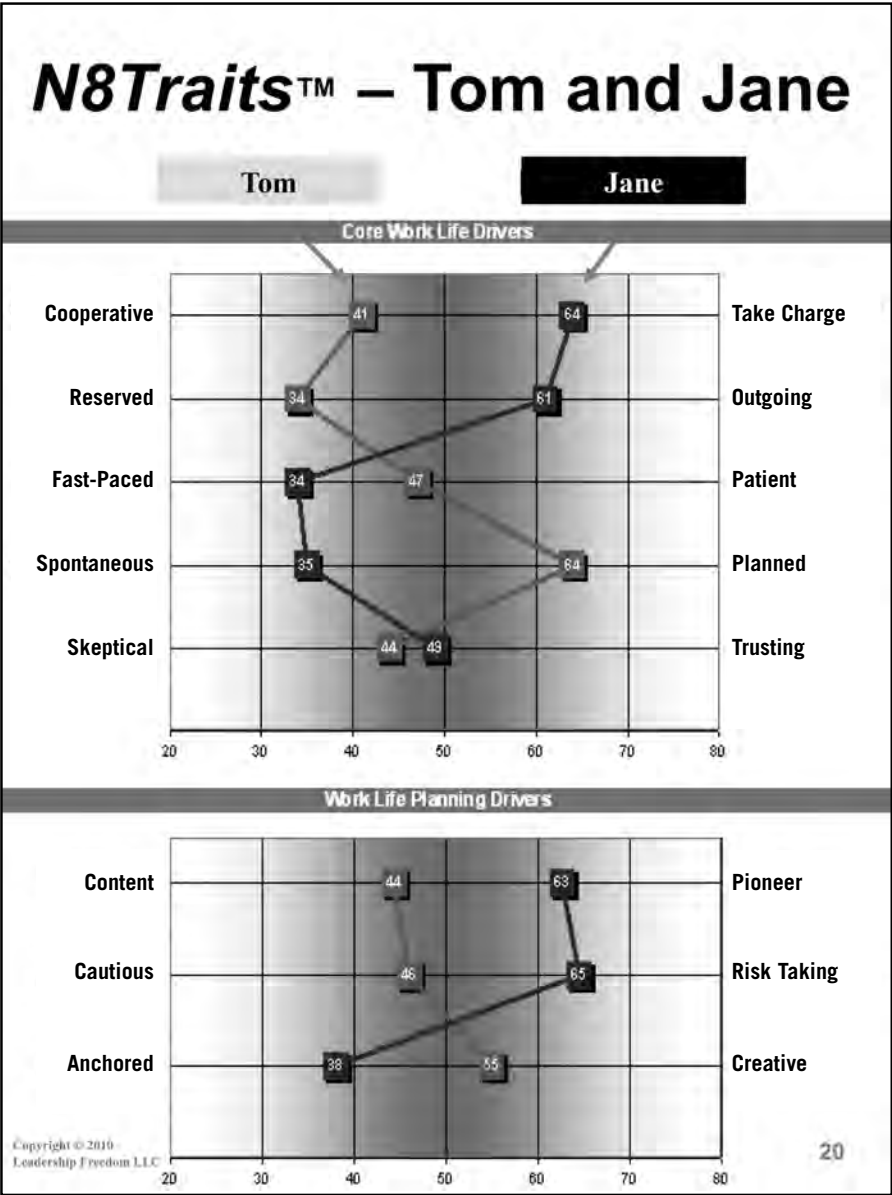 N8Traits™ – Tom and Jane
Tom Jane
Core Work Life Drivers
Cooperative 41 64 Take Charge
Reserved 34 61 Outgoing
Fast-Paced 34 47 Patient
Spontaneous 35 64 Planned
Skeptical 44 49 Trusting
20 30 40 50 60 70 80
Work Life Planning Drivers
Content 44 63 Pioneer
Cautious 46 65 Risk Taking
Anchored 38 55 Creative
Copyright © 2010
Leadership Freedom LLC
20
20 30 40 50 60 70 80